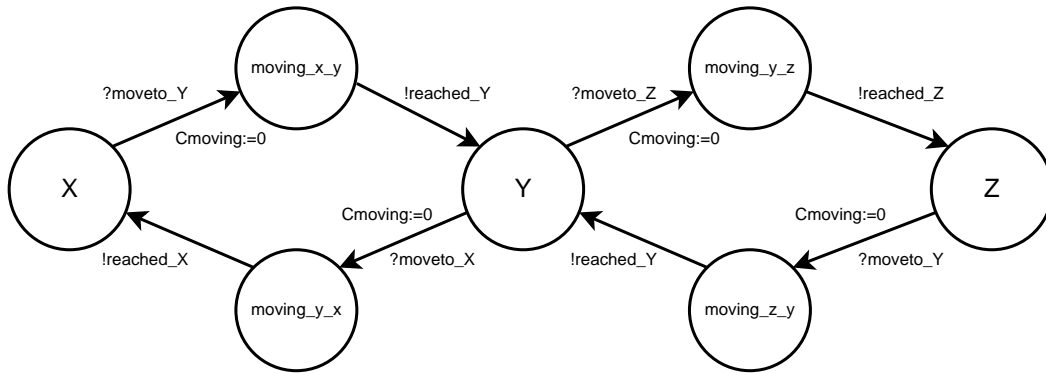 moving_x_y
moving_y_z
?moveto_Y
!reached_Y
?moveto_Z
!reached_Z
Cmoving:=0
Cmoving:=0
X
Y
Z
Cmoving:=0
Cmoving:=0
!reached_X
?moveto_X
!reached_Y
?moveto_Y
moving_y_x
moving_z_y